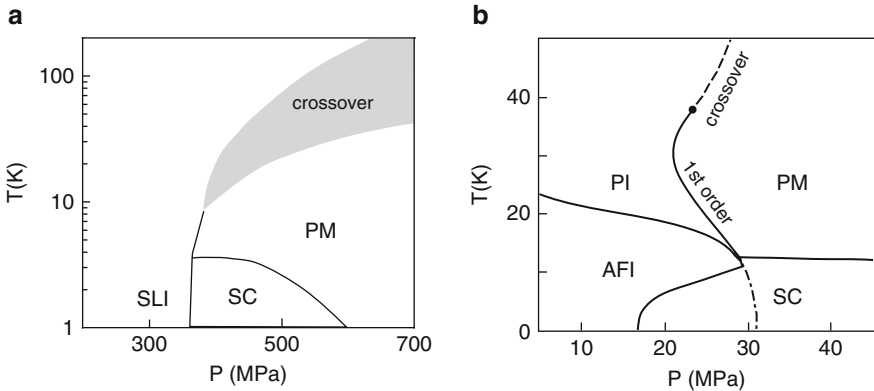 a
T(K)
100
10
1
crossover
PM
SLI
SC
300
500
700
P (MPa)
b
T(K)
40
20
0
crossover
1st order
PI
PM
AFI
SC
10
20
30
40
P (MPa)